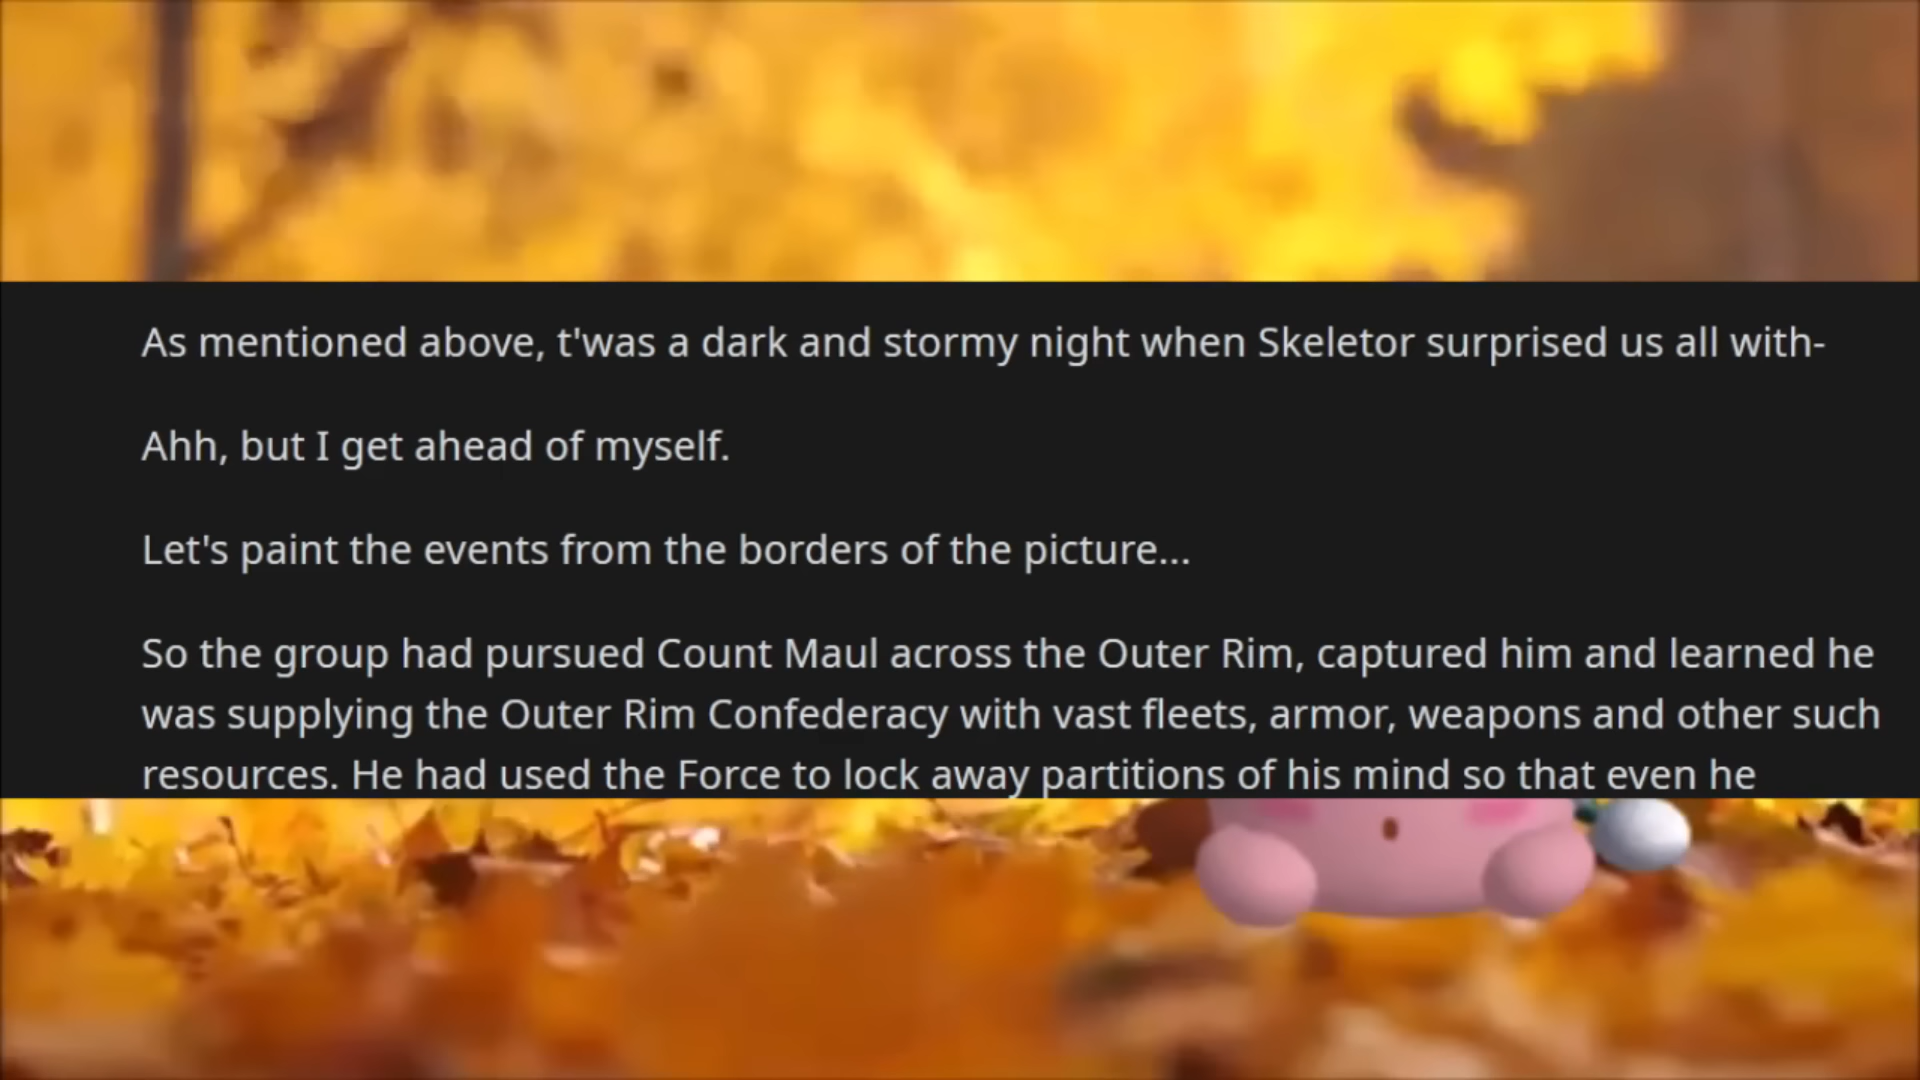 As mentioned above, t'was a dark and stormy night when Skeletor surprised us all with-
Ahh, but I get ahead of myself.
Let's paint the events from the borders of the picture...
So the group had pursued Count Maul across the Outer Rim, captured him and learned he
was supplying the Outer Rim Confederacy with vast fleets, armor, weapons and other such
resources. He had used the Force to lock away partitions of his mind so that even he